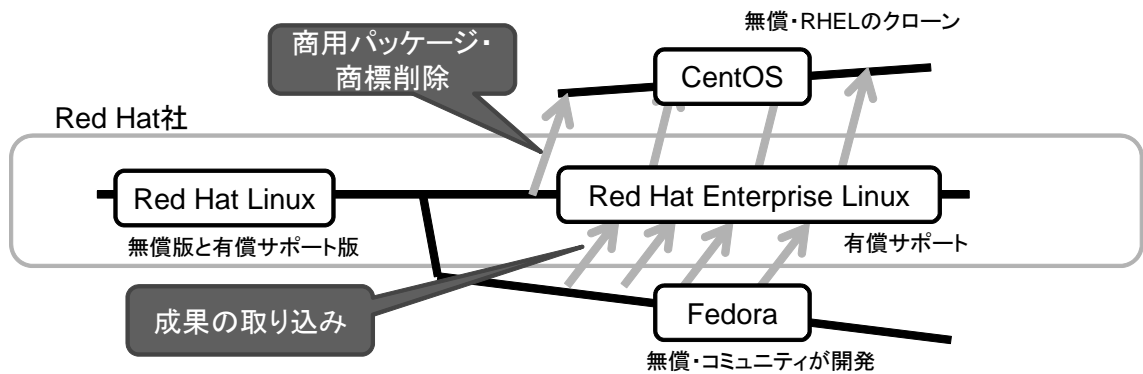 無償・RHELのクローン
商用パッケージ・
商標削除
CentOS
Red Hat社
Red Hat Linux
Red Hat Enterprise Linux
無償版と有償サポート版
有償サポート
成果の取り込み
Fedora
無償・コミュニティが開発